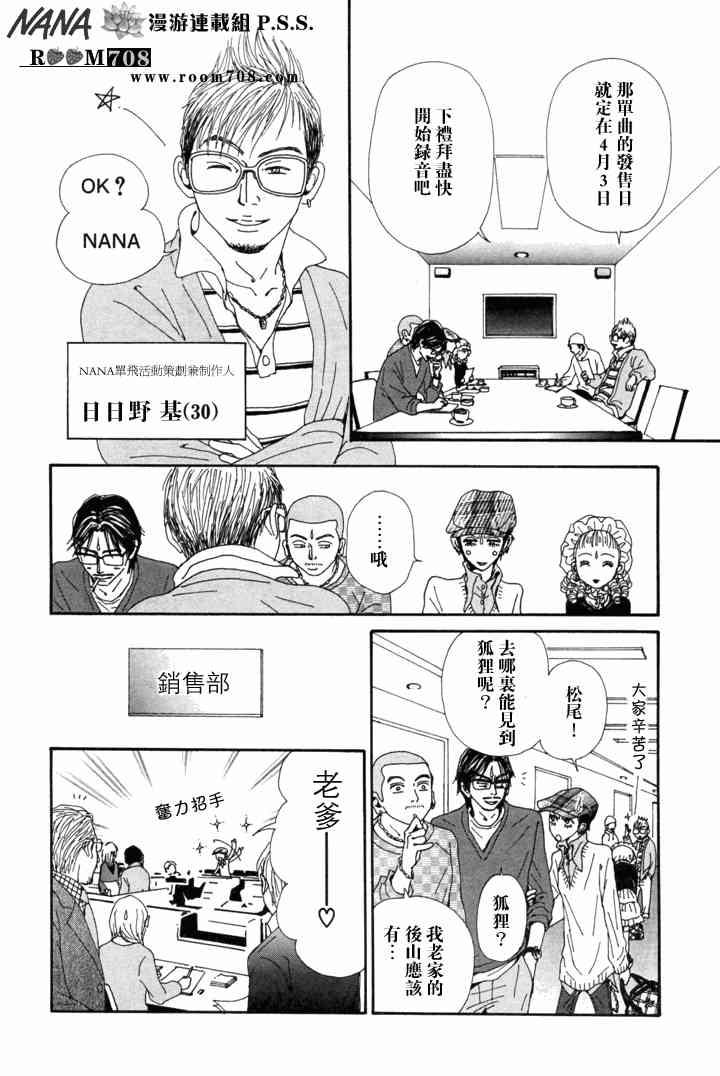 NANA 漫游連載組 P.S.S.
ROOM708
www.room708.com
那單曲的發售日
就定在4月3日
下禮拜盡快
開始録音吧
OK?
NANA
NANA單飛活動策劃兼制作人
日日野 基(30)
……
哦
大家辛苦了
松尾！
去哪裏能見到
狐狸呢？
狐狸？
我老家的
後山應該
有…
銷售部
老爹——♡
奮力招手